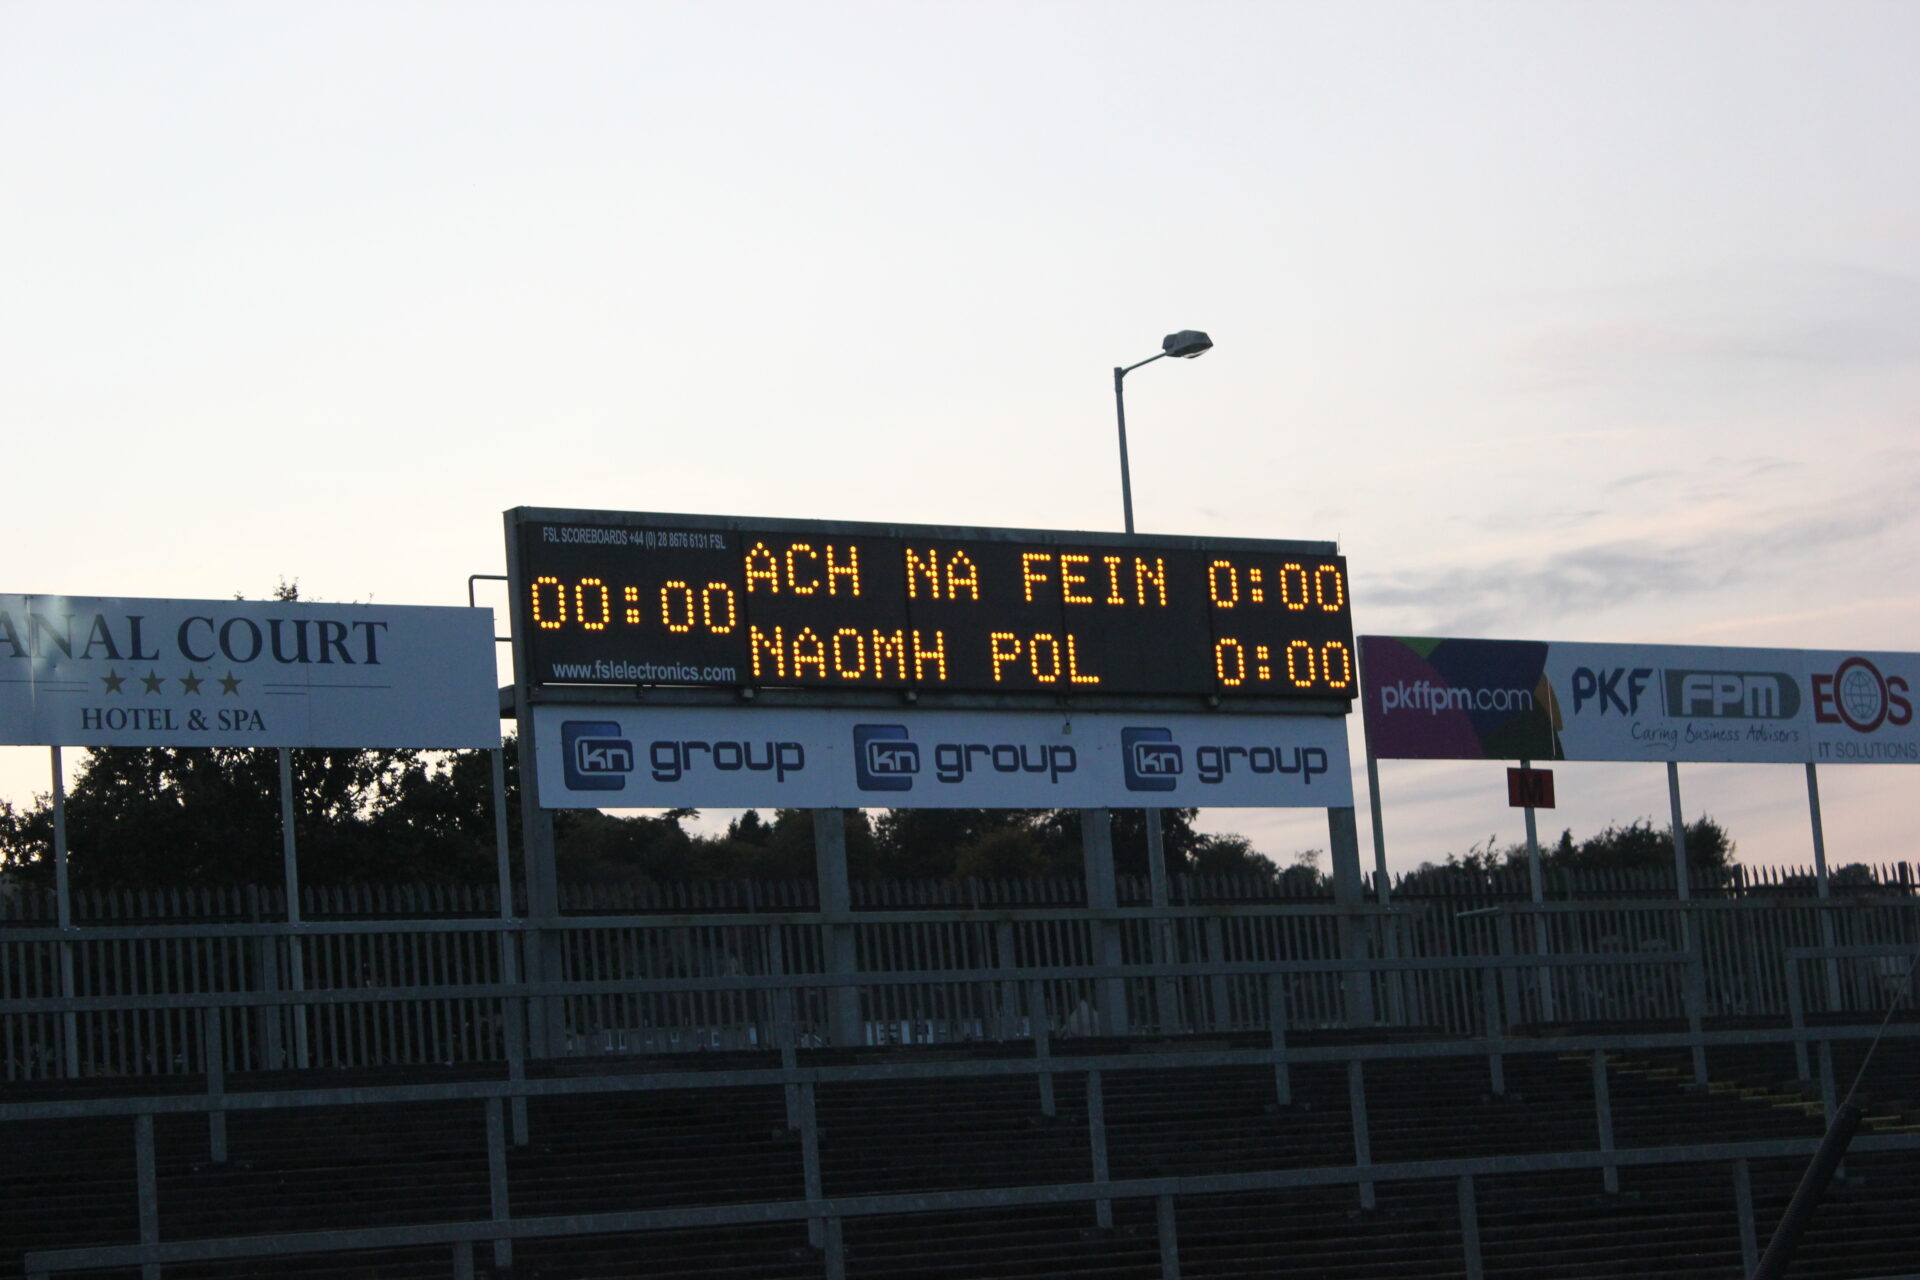 FSL SCOREBOARDS +44 (0) 28 8676 6131 FSL
00:00
ACH NA FEIN 0:00
NAOMH POL 0:00
www.fslelectronics.com
ANAL COURT
HOTEL & SPA
kn group kn group kn group
pkffpm.com
PKF FPM
Caring Business Advisors
EOS
IT SOLUTIONS
M